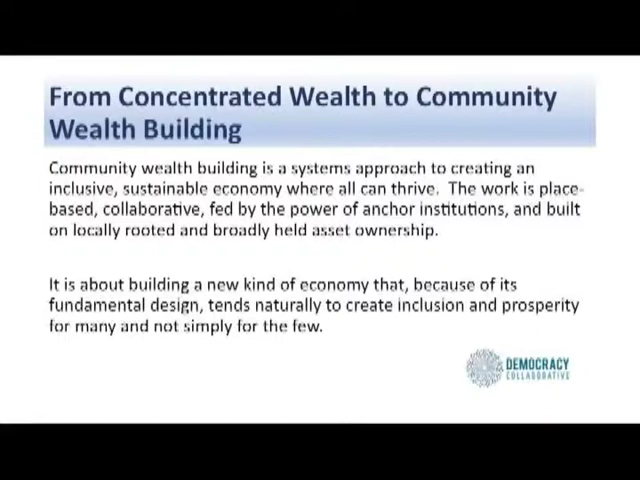 From Concentrated Wealth to Community
Wealth Building
Community wealth building is a systems approach to creating an
inclusive, sustainable economy where all can thrive. The work is place-
based, collaborative, fed by the power of anchor institutions, and built
on locally rooted and broadly held asset ownership.
It is about building a new kind of economy that, because of its
fundamental design, tends naturally to create inclusion and prosperity
for many and not simply for the few.
DEMOCRACY
COLLABORATIVE